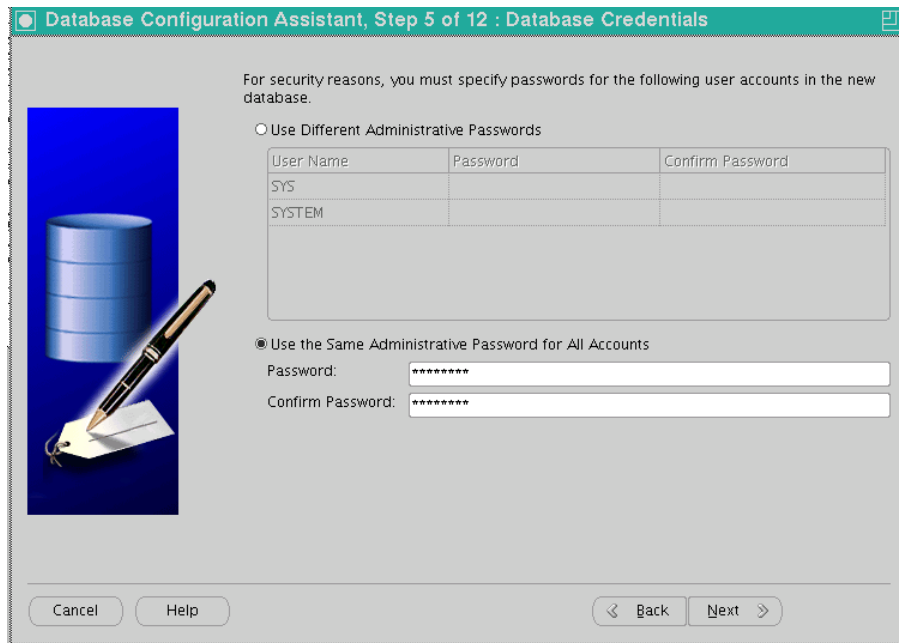 Database Configuration Assistant, Step 5 of 12 : Database Credentials
For security reasons, you must specify passwords for the following user accounts in the new
database.
Use Different Administrative Passwords
User Name Password Confirm Password
SYS
SYSTEM
Use the Same Administrative Password for All Accounts
Password: ********
Confirm Password: ********
Cancel Help Back Next